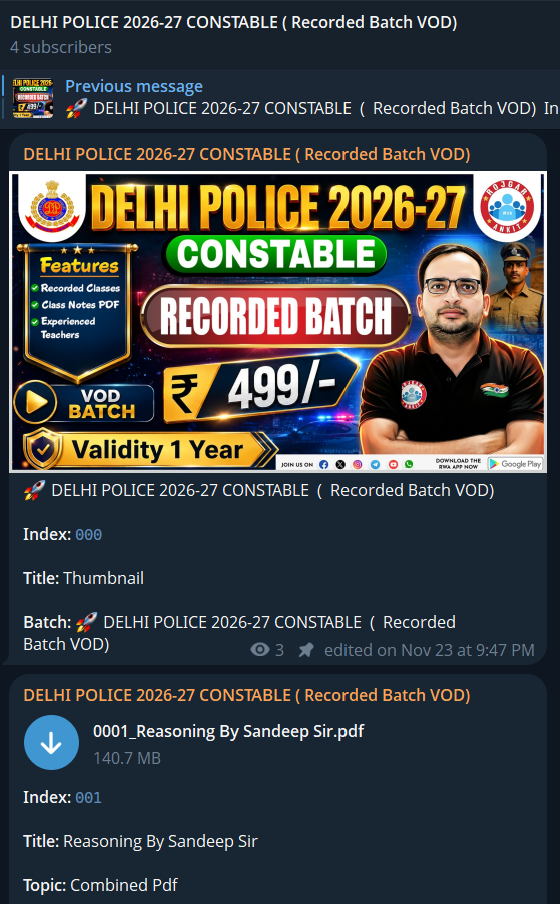 DELHI POLICE 2026-27 CONSTABLE ( Recorded Batch VOD)
4 subscribers
Previous message
🚀 DELHI POLICE 2026-27 CONSTABLE ( Recorded Batch VOD) In
DELHI POLICE 2026-27 CONSTABLE ( Recorded Batch VOD)
DELHI POLICE 2026-27
ROJGAR
WITH
ANKIT
CONSTABLE
Features
Recorded Classes
Class Notes PDF
Experienced
Teachers
RECORDED BATCH
VOD
BATCH
₹ 499/-
Validity 1 Year
JOIN US ON
DOWNLOAD THE
RWA APP NOW
Google Play
🚀 DELHI POLICE 2026-27 CONSTABLE ( Recorded Batch VOD)
Index: 000
Title: Thumbnail
Batch: 🚀 DELHI POLICE 2026-27 CONSTABLE ( Recorded
Batch VOD)
3 edited on Nov 23 at 9:47 PM
DELHI POLICE 2026-27 CONSTABLE ( Recorded Batch VOD)
0001_Reasoning By Sandeep Sir.pdf
140.7 MB
Index: 001
Title: Reasoning By Sandeep Sir
Topic: Combined Pdf